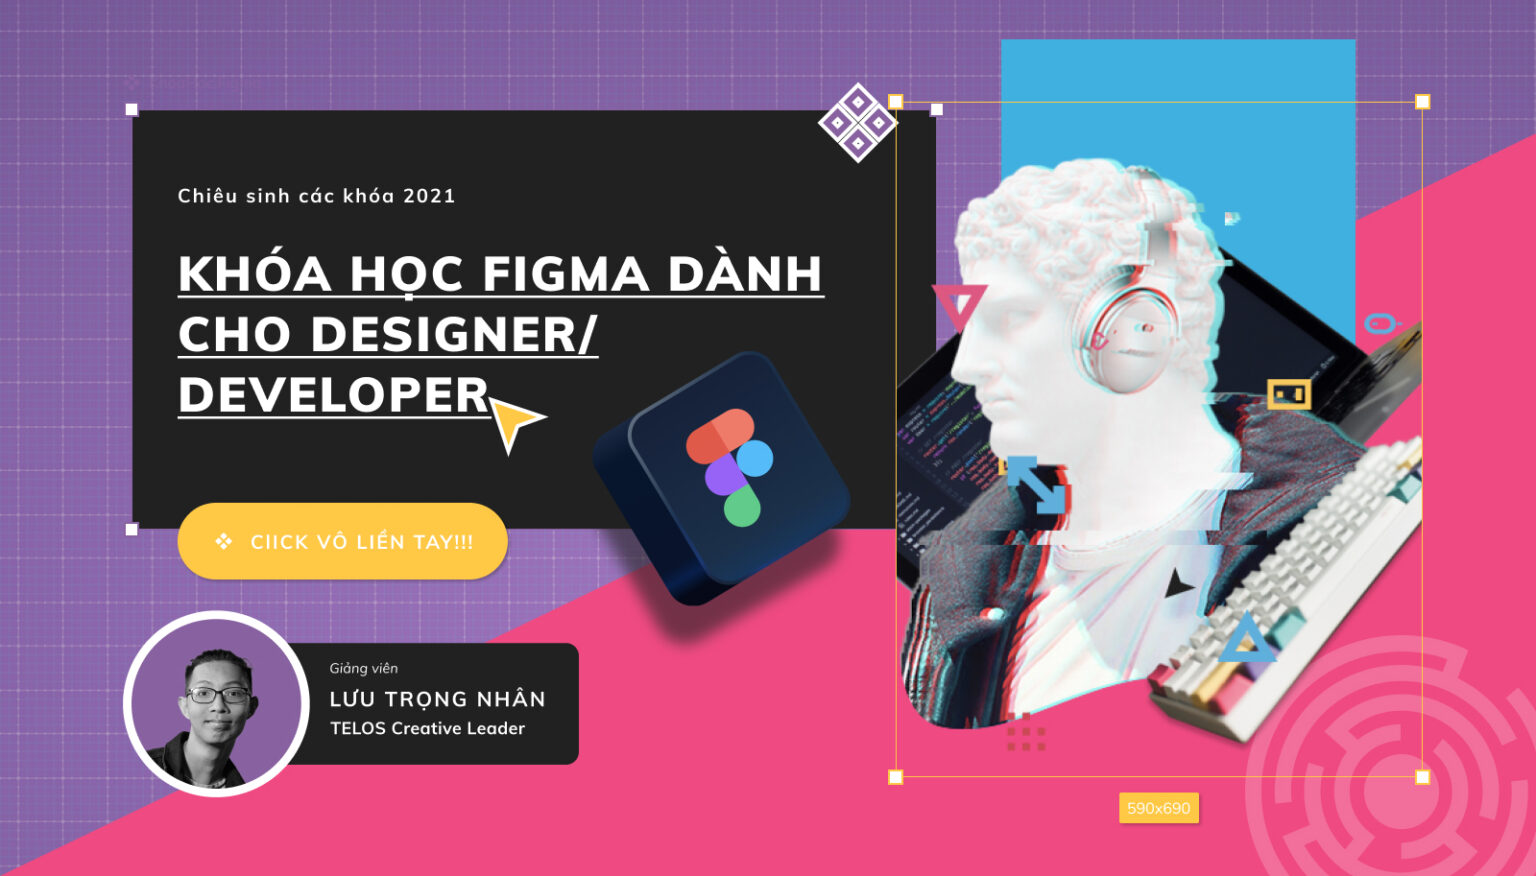 Chiêu sinh các khóa 2021
KHÓA HỌC FIGMA DÀNH
CHO DESIGNER/
DEVELOPER
ClICK VÔ LIỀN TAY!!!
Giảng viên
LƯU TRỌNG NHÂN
TELOS Creative Leader
590x690